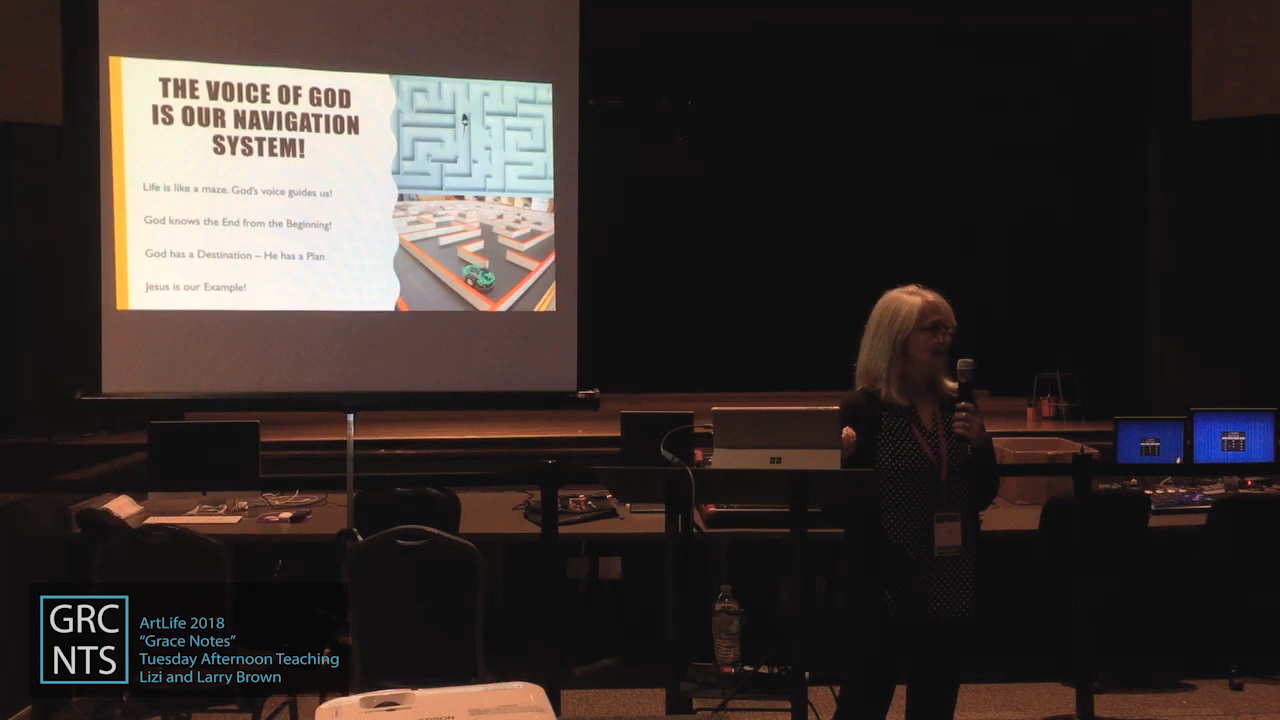 THE VOICE OF GOD
IS OUR NAVIGATION
SYSTEM!
Life is like a maze. God's voice guides us!
God knows the End from the Beginning!
God has a Destination – He has a Plan
Jesus is our Example!
GRC
NTS
ArtLife 2018
“Grace Notes”
Tuesday Afternoon Teaching
Lizi and Larry Brown
EPSON